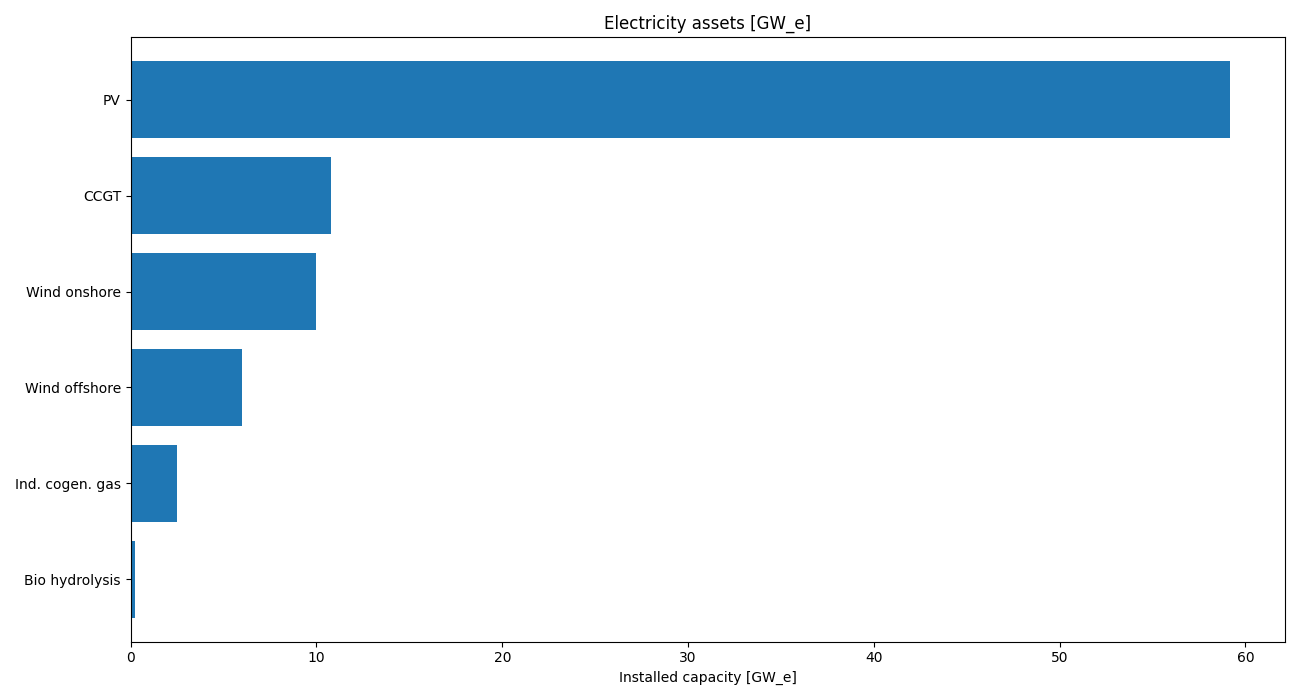 Electricity assets [GW_e]
PV
CCGT
Wind onshore
Wind offshore
Ind. cogen. gas
Bio hydrolysis
0 10 20 30 40 50 60
Installed capacity [GW_e]